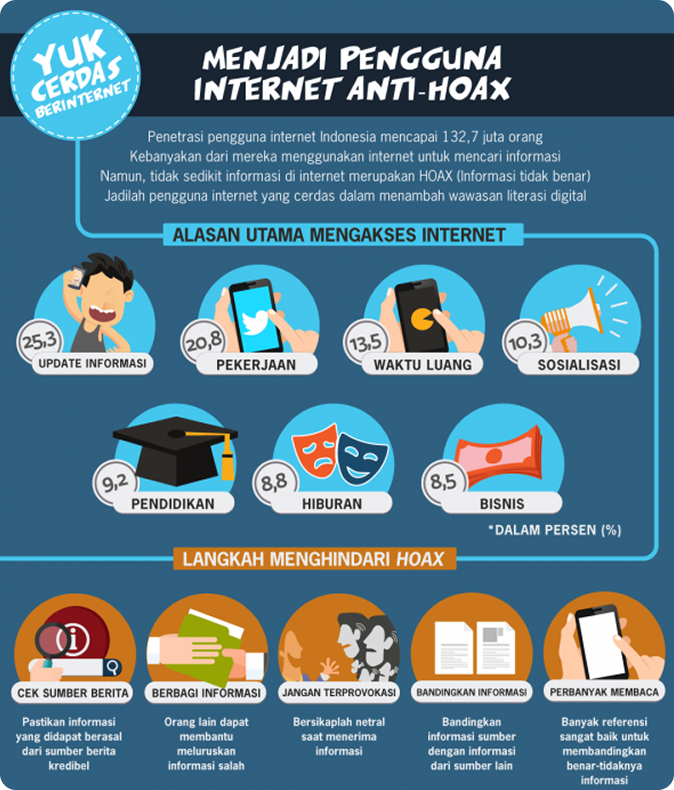 YUK
CERDAS
BERINTERNET
MENJADI PENGGUNA
INTERNET ANTI-HOAX
Penetrasi pengguna internet Indonesia mencapai 132,7 juta orang
Kebanyakan dari mereka menggunakan internet untuk mencari informasi
Namun, tidak sedikit informasi di internet merupakan HOAX (Informasi tidak benar)
Jadilah pengguna internet yang cerdas dalam menambah wawasan literasi digital
ALASAN UTAMA MENGAKSES INTERNET
25,3
UPDATE INFORMASI
20,8
PEKERJAAN
13,5
WAKTU LUANG
10,3
SOSIALISASI
9,2
PENDIDIKAN
8,8
HIBURAN
8,5
BISNIS
*DALAM PERSEN (%)
LANGKAH MENGHINDARI HOAX
CEK SUMBER BERITA
Pastikan informasi
yang didapat berasal
dari sumber berita
kredibel
BERBAGI INFORMASI
Orang lain dapat
membantu
meluruskan
informasi salah
JANGAN TERPROVOKASI
Bersikaplah netral
saat menerima
informasi
BANDINGKAN INFORMASI
Bandingkan
informasi sumber
dengan informasi
dari sumber lain
PERBANYAK MEMBACA
Banyak referensi
sangat baik untuk
membandingkan
benar-tidaknya
informasi